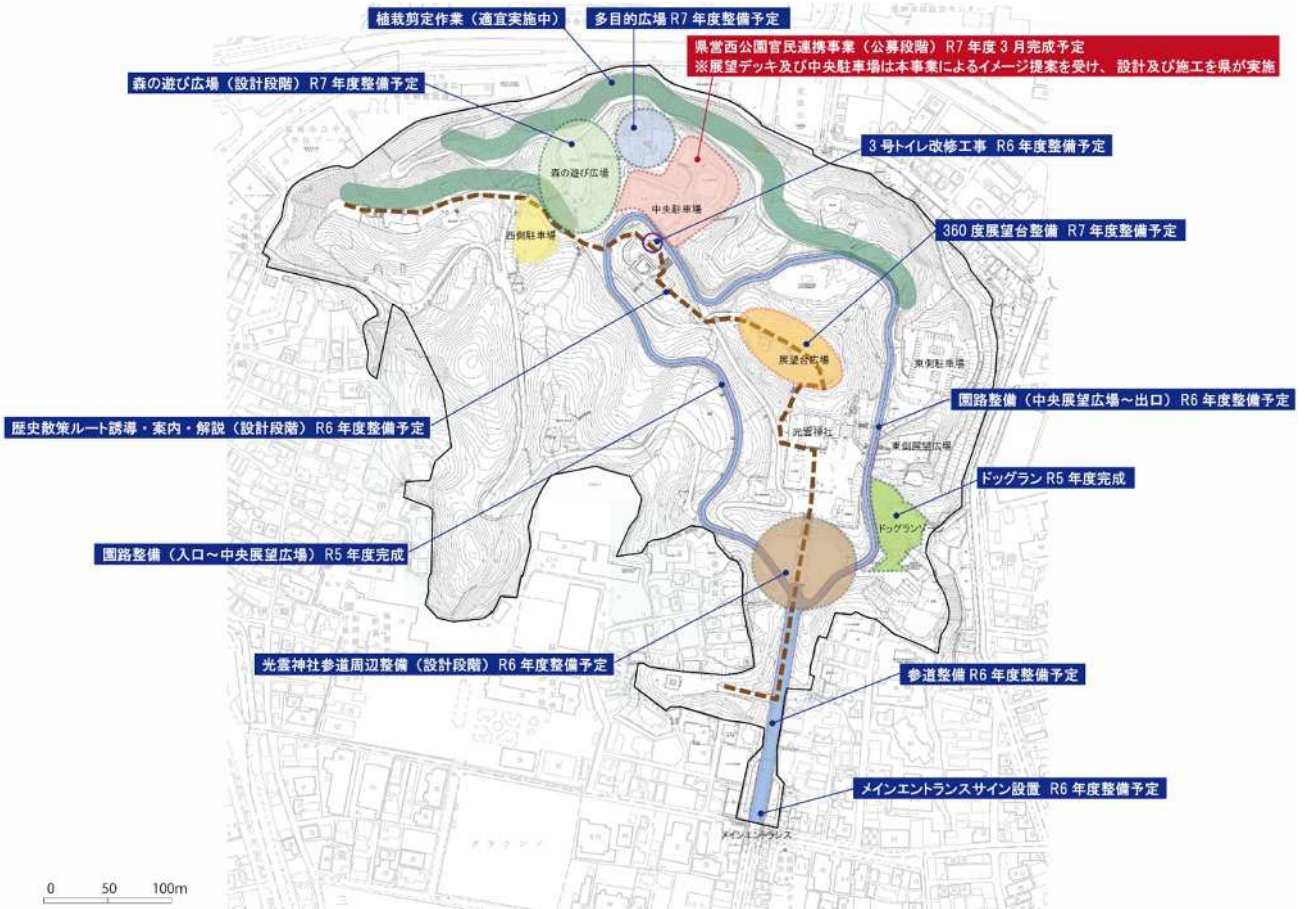 植栽剪定作業（適宜実施中）
多目的広場 R7 年度整備予定
県営西公園官民連携事業（公募段階） R7 年度 3 月完成予定
※展望デッキ及び中央駐車場は本事業によるイメージ提案を受け、設計及び施工を県が実施
森の遊び広場（設計段階） R7 年度整備予定
3 号トイレ改修工事 R6 年度整備予定
森の遊び広場
中央駐車場
西側駐車場
360 度展望台整備 R7 年度整備予定
展望台広場
東側駐車場
園路整備（中央展望広場～出口） R6 年度整備予定
歴史散策ルート誘導・案内・解説（設計段階） R6 年度整備予定
光雲神社
東側展望広場
ドッグラン R5 年度完成
ドッグランゾーン
園路整備（入口～中央展望広場） R5 年度完成
光雲神社参道周辺整備（設計段階） R6 年度整備予定
参道整備 R6 年度整備予定
メインエントランスサイン設置 R6 年度整備予定
メインエントランス
グラウンド
0 50 100m